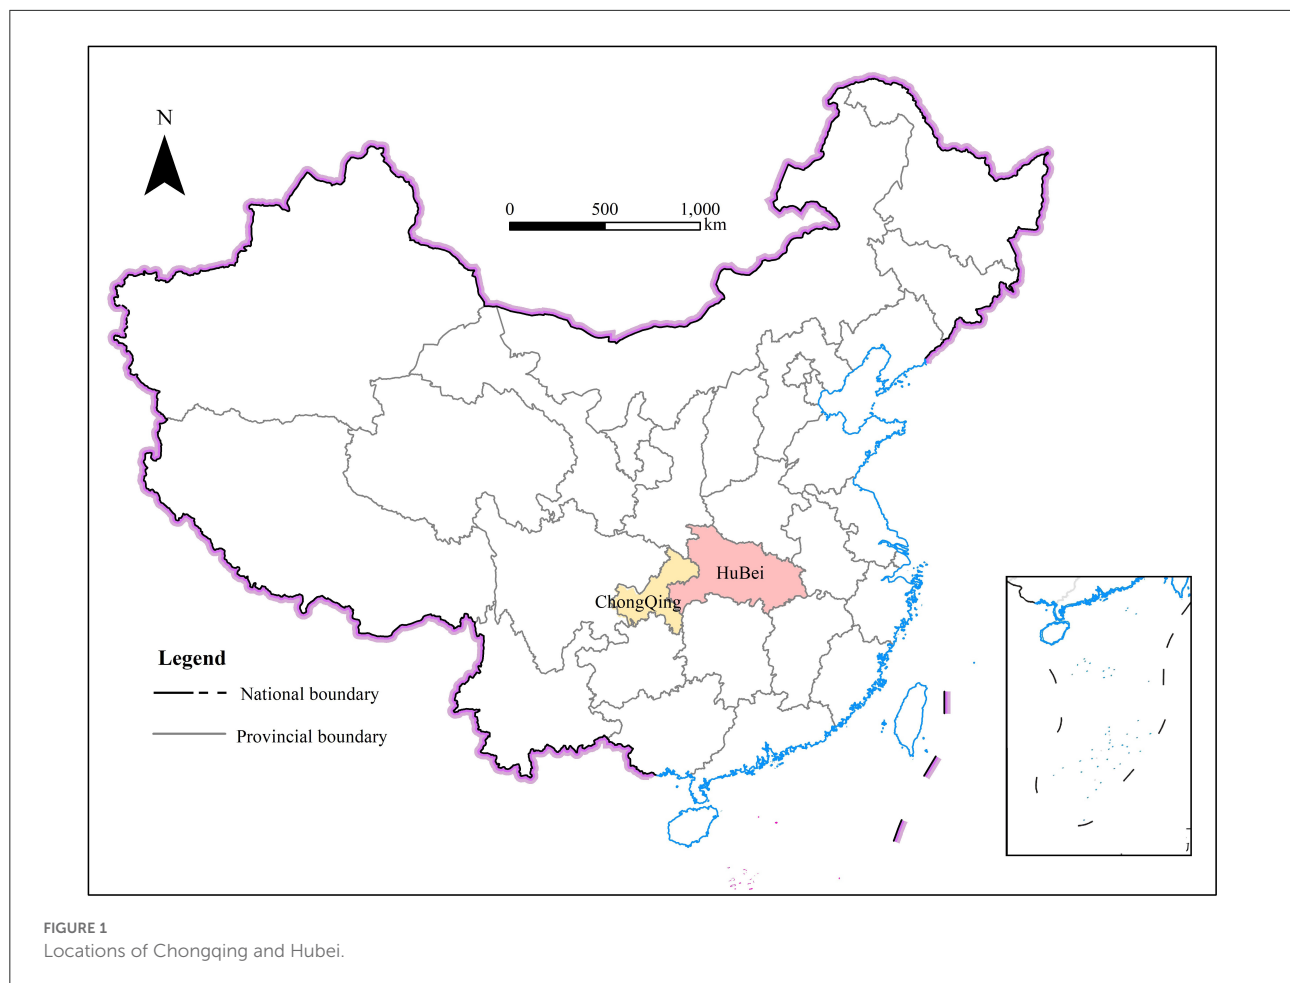 N
0 500 1,000
km
HuBei
ChongQing
Legend
National boundary
Provincial boundary
FIGURE 1
Locations of Chongqing and Hubei.